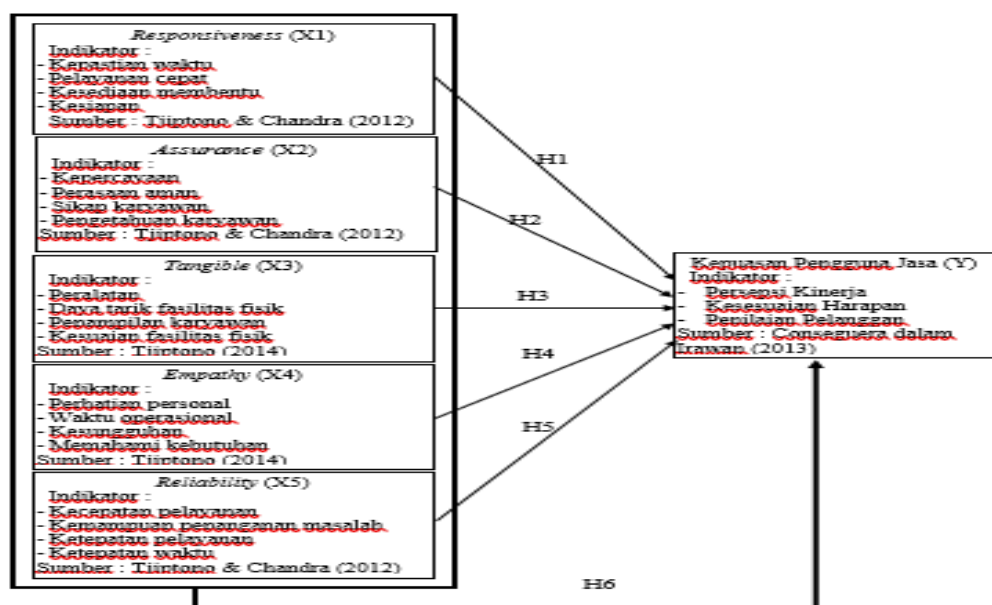 Responsiveness (X1)
Indikator :
- Kepastian waktu
- Pelayanan cepat
- Kesediaan membentu
- Kesiapan
Sumber : Tjiptono & Chandra (2012)
Assurance (X2)
Indikator :
- Kepercayaan
- Perasaan aman
- Sikap karyawan
- Pengetahuan karyawan
Sumber : Tjiptono & Chandra (2012)
Tangible (X3)
Indikator :
- Peralatan
- Daya tarik fasilitas fisik
- Penampilan karyawan
- Kesuaian fasilitas fisik
Sumber : Tjiptono (2014)
Empathy (X4)
Indikator :
- Perhatian personal
- Waktu operasional
- Kesungguhan
- Memahami kebutuhan
Sumber : Tjiptono (2014)
Reliability (X5)
Indikator :
- Kecepatan pelayanan
- Kemampuan penanganan masalah
- Ketepatan pelayanan
- Ketepatan waktu
Sumber : Tjiptono & Chandra (2012)
H1
H2
H3
H4
H5
Kepuasan Pengguna Jasa (Y)
Indikator :
- Persepsi Kinerja
- Kesesuaian Harapan
- Penilaian Pelanggan
Sumber : Conseguera dalam
Irawan (2013)
H6